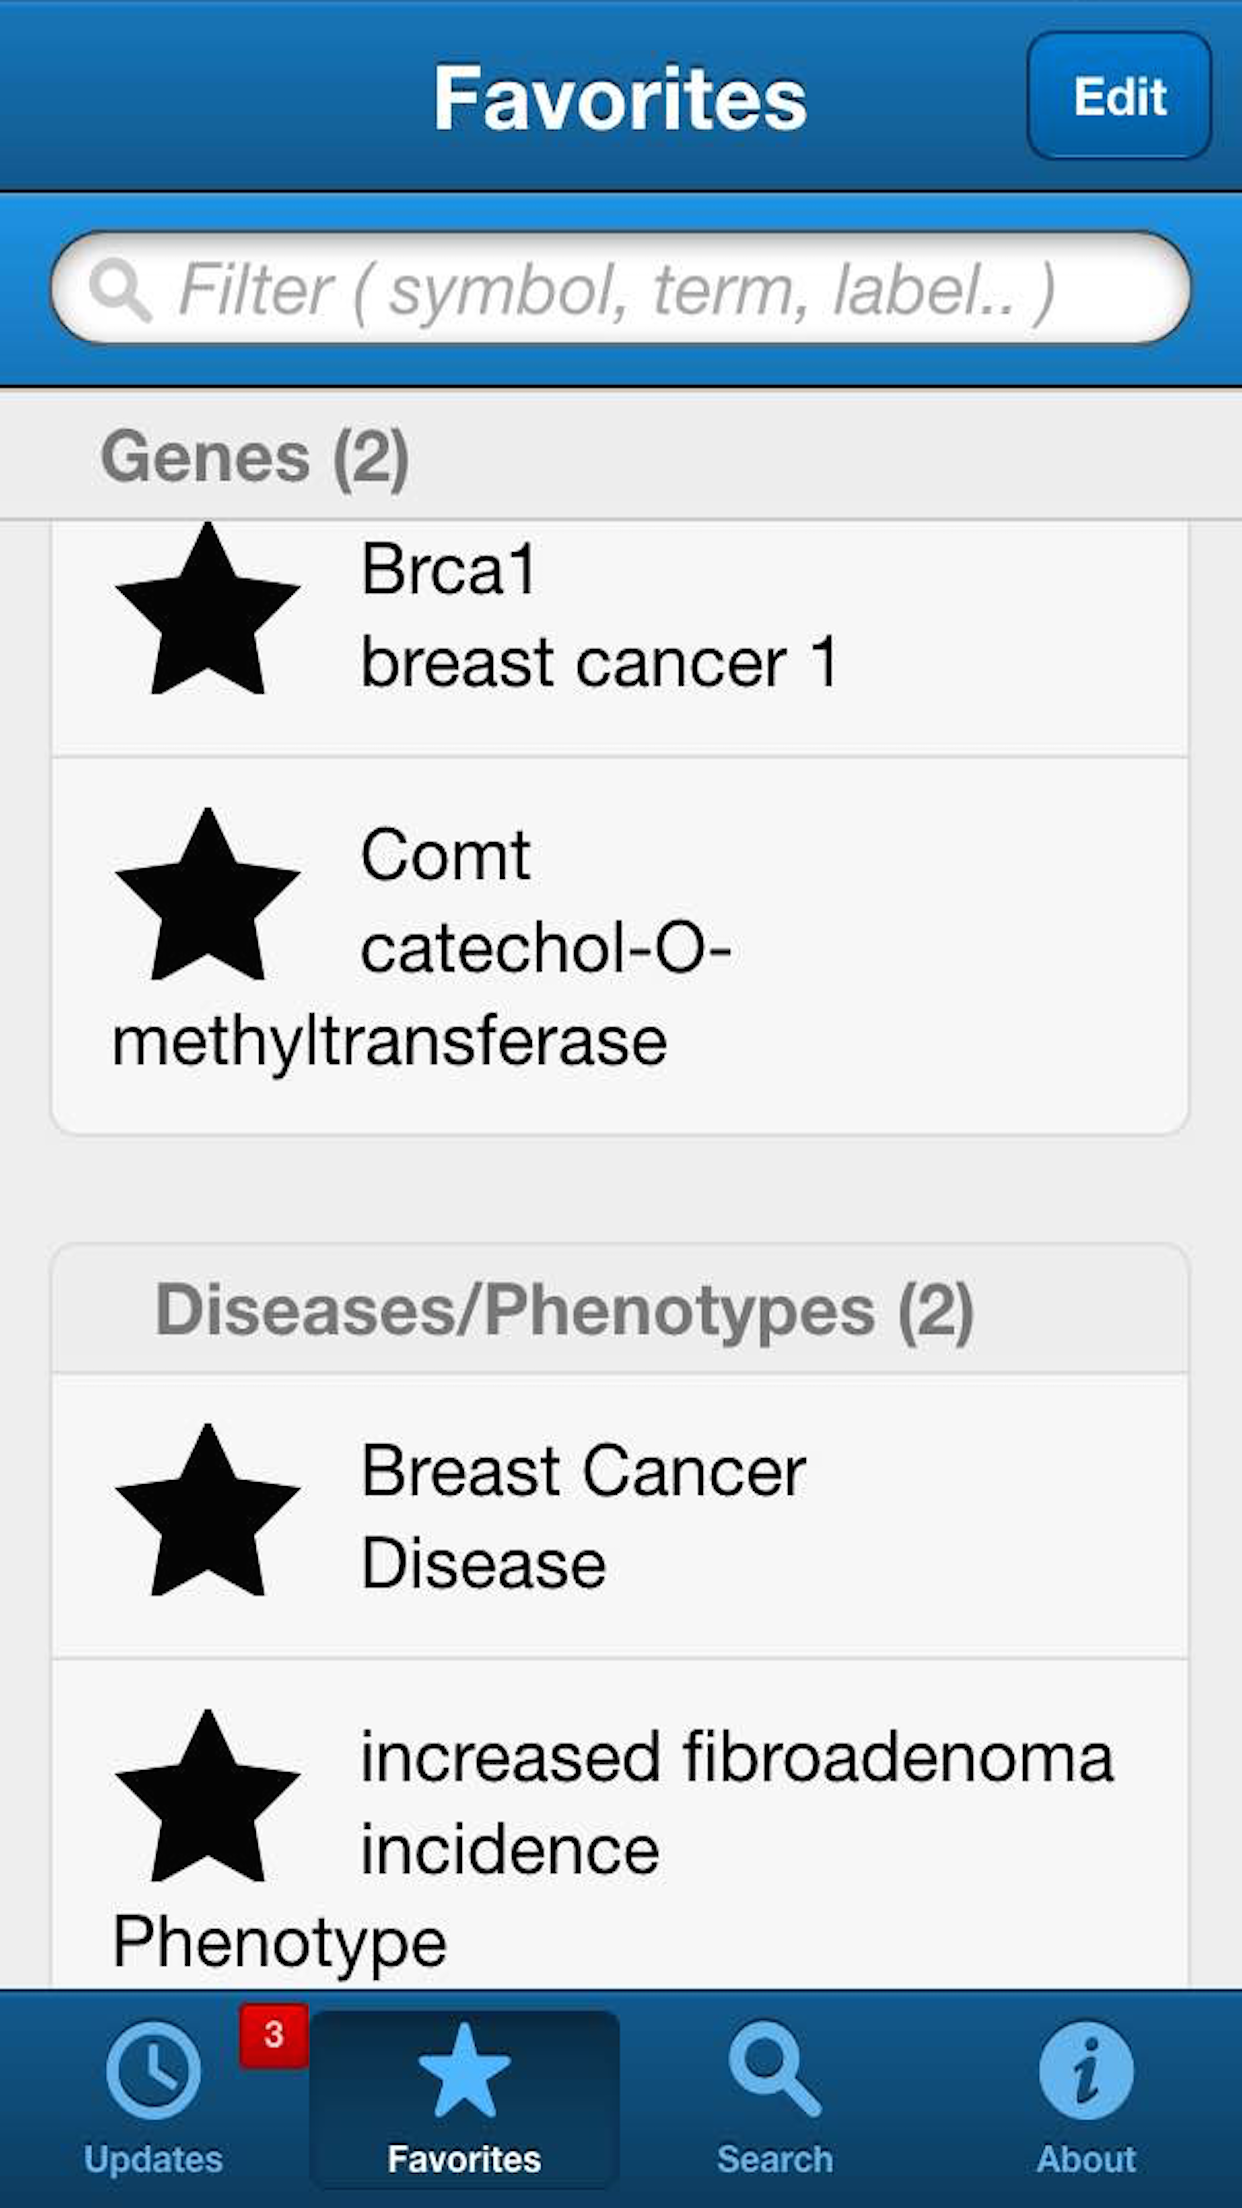 Favorites
Edit
Filter ( symbol, term, label.. )
Genes (2)
Brca1
breast cancer 1
Comt
catechol-O-
methyltransferase
Diseases/Phenotypes (2)
Breast Cancer
Disease
increased fibroadenoma
incidence
Phenotype
3
Updates
Favorites
Search
About